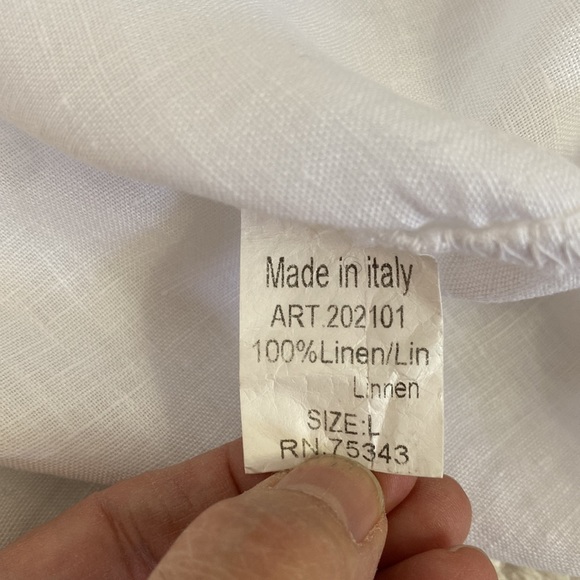 Made in italy
ART.202101
100%Linen/Lin
Linnen
SIZE:L
RN.75343